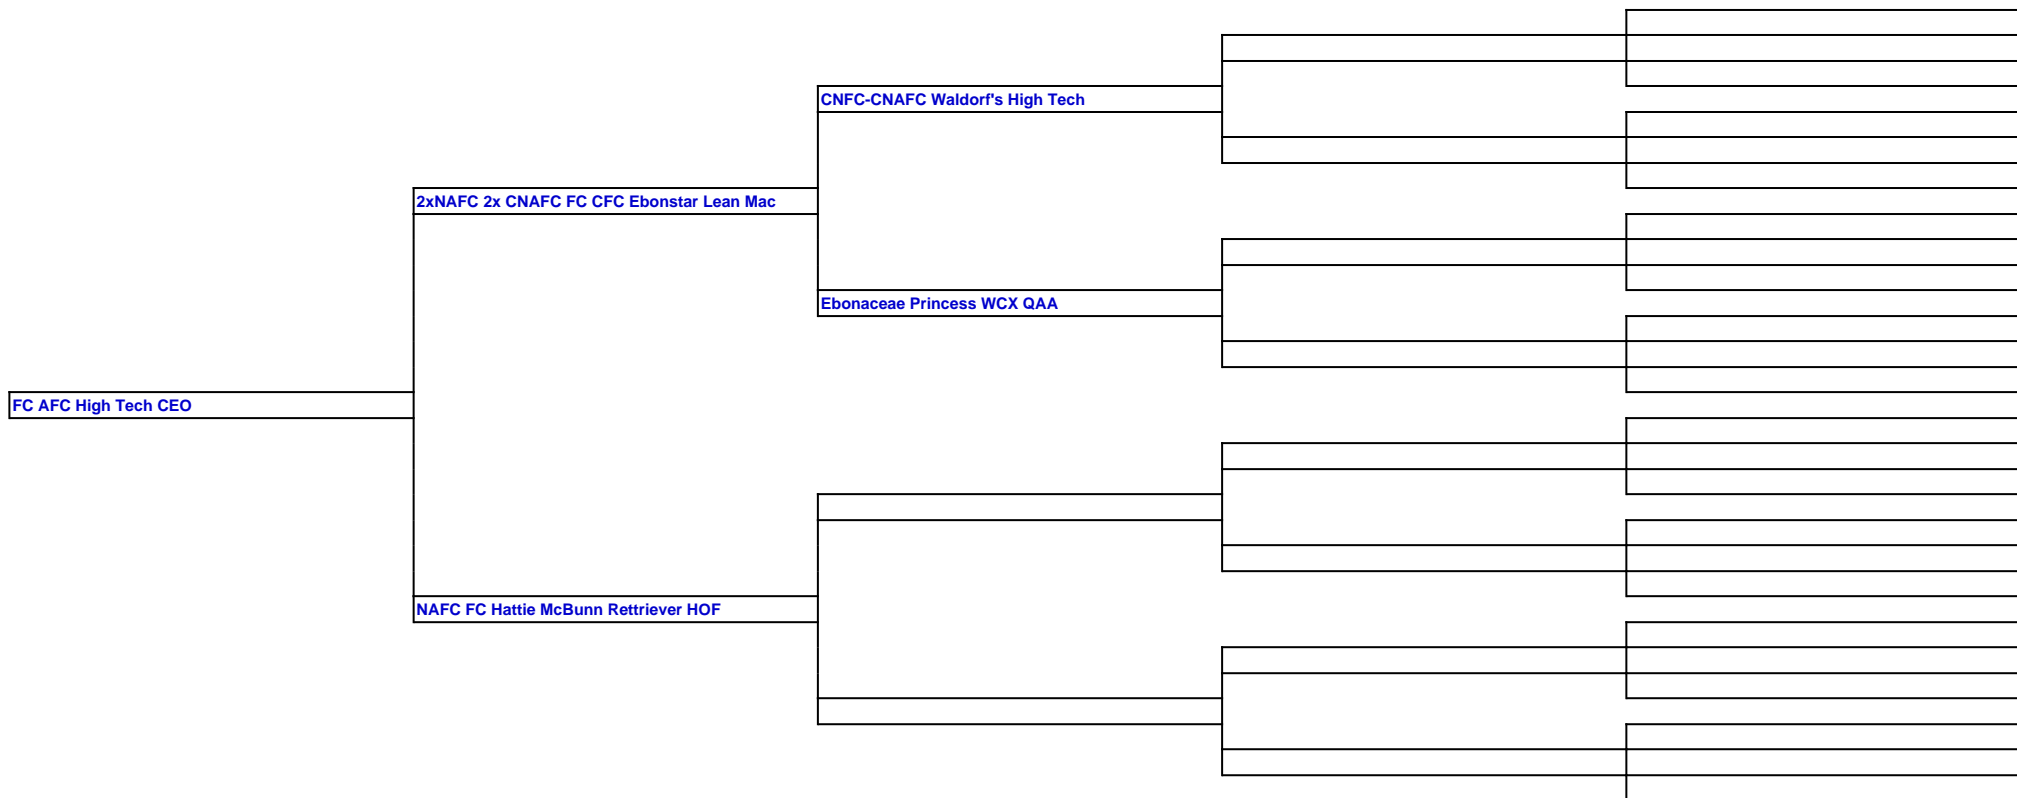 CNFC-CNAFC Waldorf's High Tech
2xNAFC 2x CNAFC FC CFC Ebonstar Lean Mac
Ebonaceae Princess WCX QAA
FC AFC High Tech CEO
NAFC FC Hattie McBunn Rettriever HOF